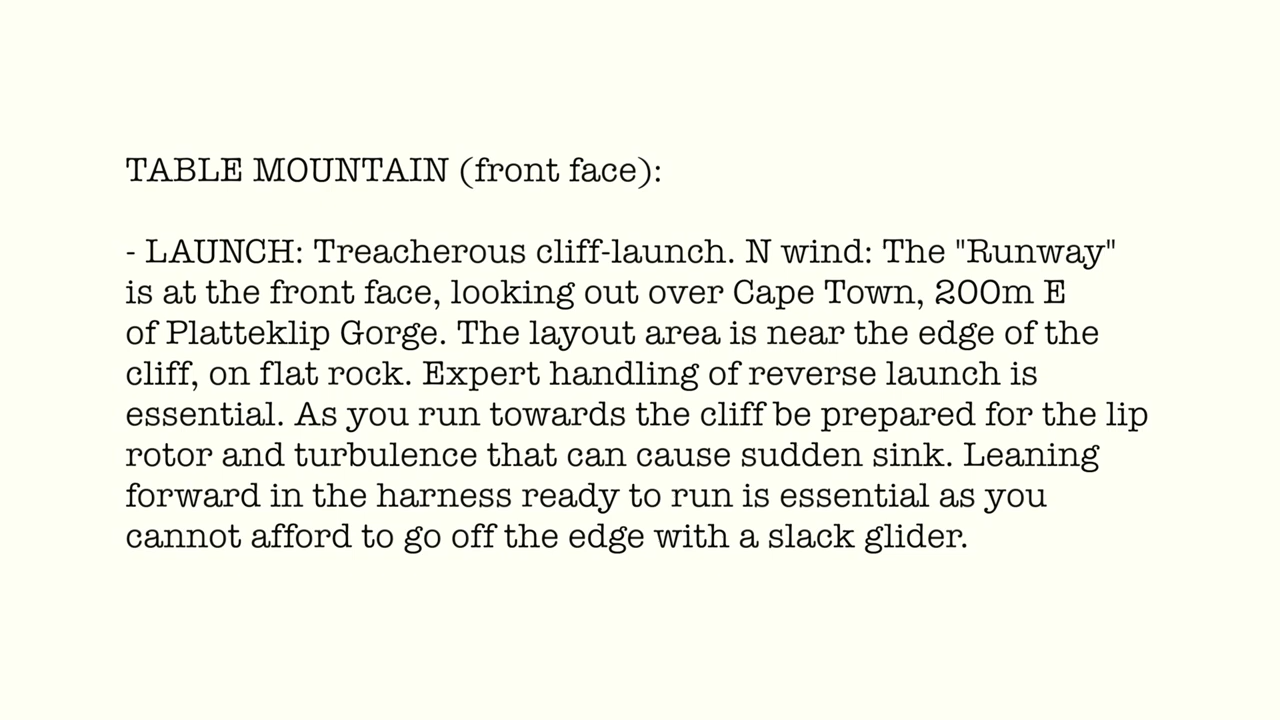 TABLE MOUNTAIN (front face):
- LAUNCH: Treacherous cliff-launch. N wind: The "Runway"
is at the front face, looking out over Cape Town, 200m E
of Platteklip Gorge. The layout area is near the edge of the
cliff, on flat rock. Expert handling of reverse launch is
essential. As you run towards the cliff be prepared for the lip
rotor and turbulence that can cause sudden sink. Leaning
forward in the harness ready to run is essential as you
cannot afford to go off the edge with a slack glider.